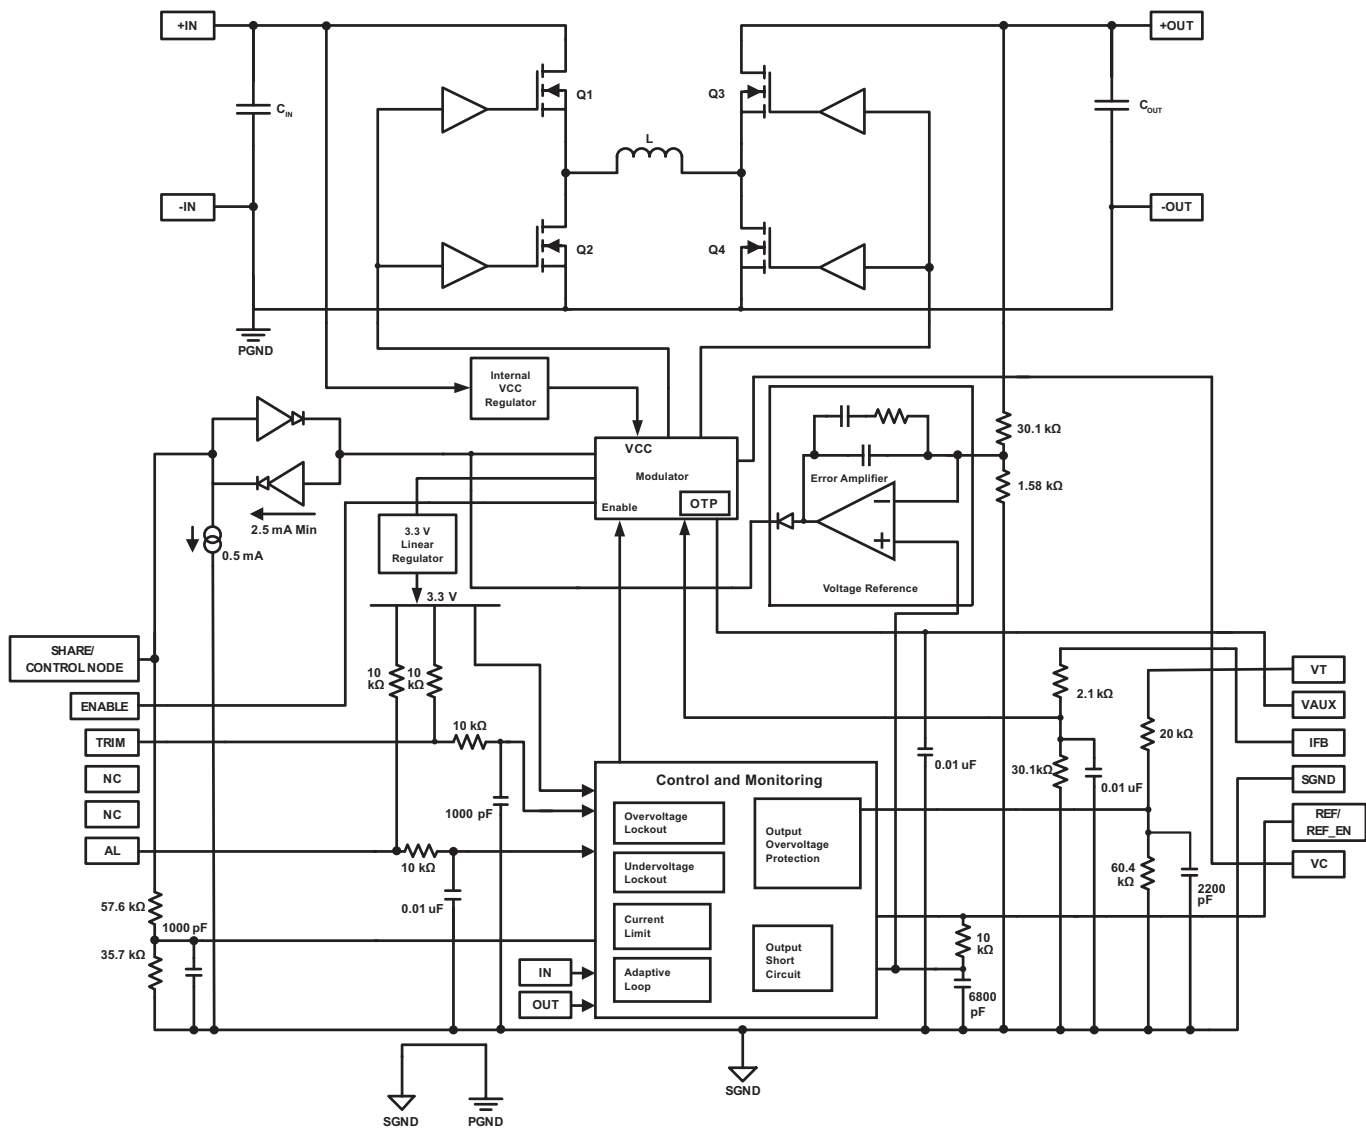 +IN
+OUT
Q1
Q3
C_IN
C_OUT
L
-IN
-OUT
Q2
Q4
PGND
Internal
VCC
Regulator
30.1 kΩ
VCC
Modulator
Error Amplifier
1.58 kΩ
OTP
Enable
2.5 mA Min
0.5 mA
3.3 V
Linear
Regulator
Voltage Reference
3.3 V
SHARE/
CONTROL NODE
10
kΩ
10
kΩ
VT
2.1 kΩ
ENABLE
VAUX
10 kΩ
20 kΩ
TRIM
IFB
0.01 uF
30.1kΩ
NC
Control and Monitoring
SGND
0.01 uF
NC
1000 pF
Overvoltage
Lockout
Output
Overvoltage
Protection
REF/
REF_EN
AL
10 kΩ
Undervoltage
Lockout
60.4
kΩ
VC
2200
pF
57.6 kΩ
0.01 uF
1000 pF
Current
Limit
10
kΩ
35.7 kΩ
Output
Short
Circuit
IN
Adaptive
Loop
OUT
6800
pF
SGND
SGND
PGND